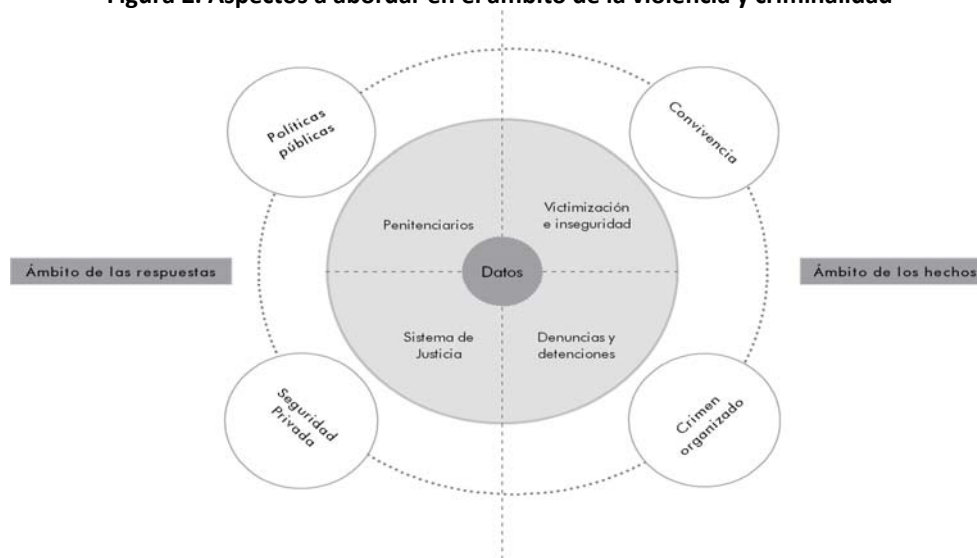 Figura 2. Aspectos a abordar en el ámbito de la violencia y criminalidad
Políticas
públicas
Convivencia
Penitenciarios
Victimización
e inseguridad
Ámbito de las respuestas
Datos
Ámbito de los hechos
Sistema de
Justicia
Denuncias y
detenciones
Seguridad
Privada
Crimen
organizado